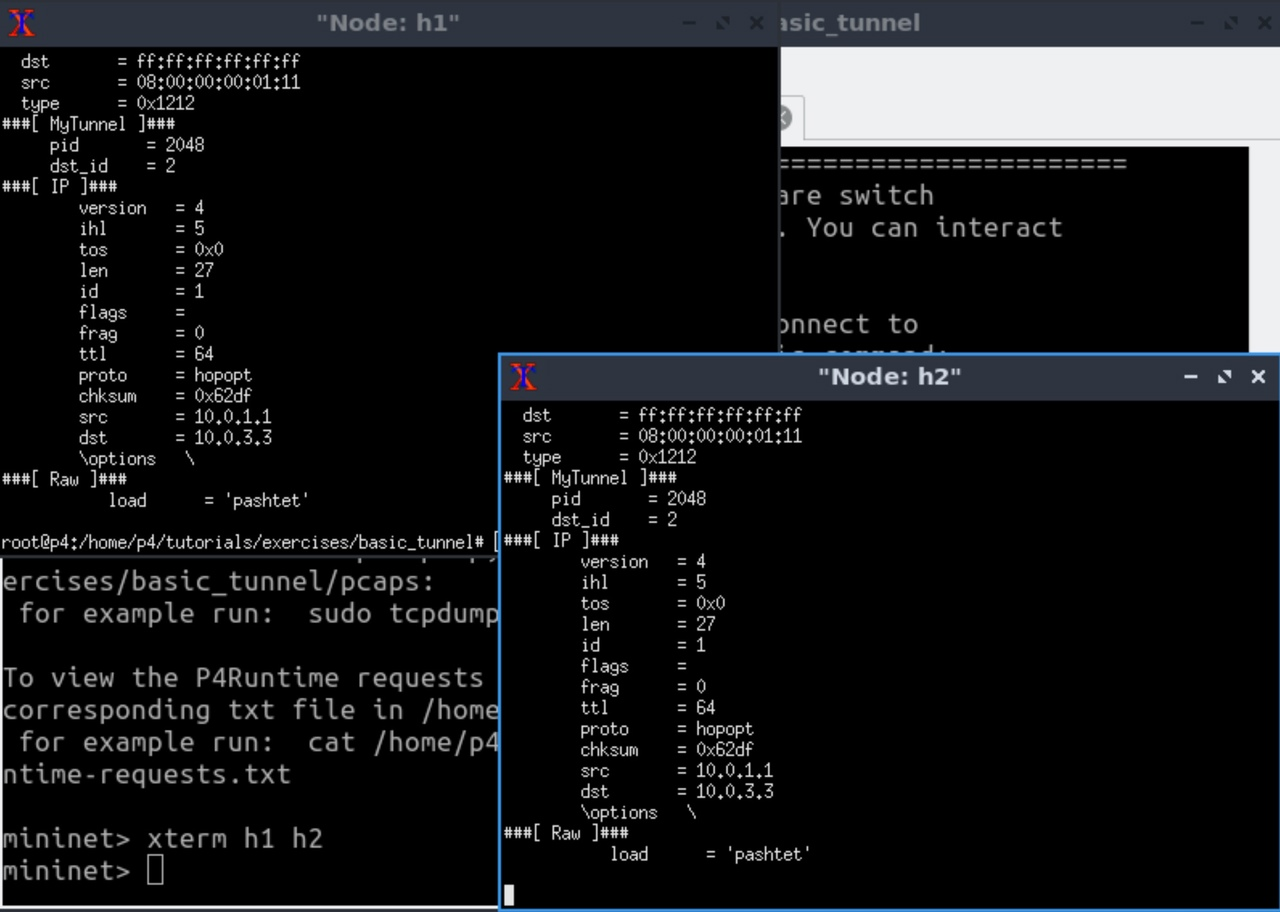 "Node: h1"
dst = ff:ff:ff:ff:ff:ff
src = 08:00:00:00:01:11
type = 0x1212
###[ MyTunnel ]###
pid = 2048
dst_id = 2
###[ IP ]###
version = 4
ihl = 5
tos = 0x0
len = 27
id = 1
flags =
frag = 0
ttl = 64
proto = hopopt
chksum = 0x62df
src = 10.0.1.1
dst = 10.0.3.3
\options \
###[ Raw ]###
load = 'pashtet'
root@p4:/home/p4/tutorials/exercises/basic_tunnel# [
asic_tunnel
======================
are switch
. You can interact
onnect to
"Node: h2"
dst = ff:ff:ff:ff:ff:ff
src = 08:00:00:00:01:11
type = 0x1212
###[ MyTunnel ]###
pid = 2048
dst_id = 2
###[ IP ]###
version = 4
ihl = 5
tos = 0x0
len = 27
id = 1
flags =
frag = 0
ttl = 64
proto = hopopt
chksum = 0x62df
src = 10.0.1.1
dst = 10.0.3.3
\options \
###[ Raw ]###
load = 'pashtet'
ercises/basic_tunnel/pcaps:
for example run: sudo tcpdump
To view the P4Runtime requests
corresponding txt file in /home
for example run: cat /home/p4
ntime-requests.txt
mininet> xterm h1 h2
mininet>